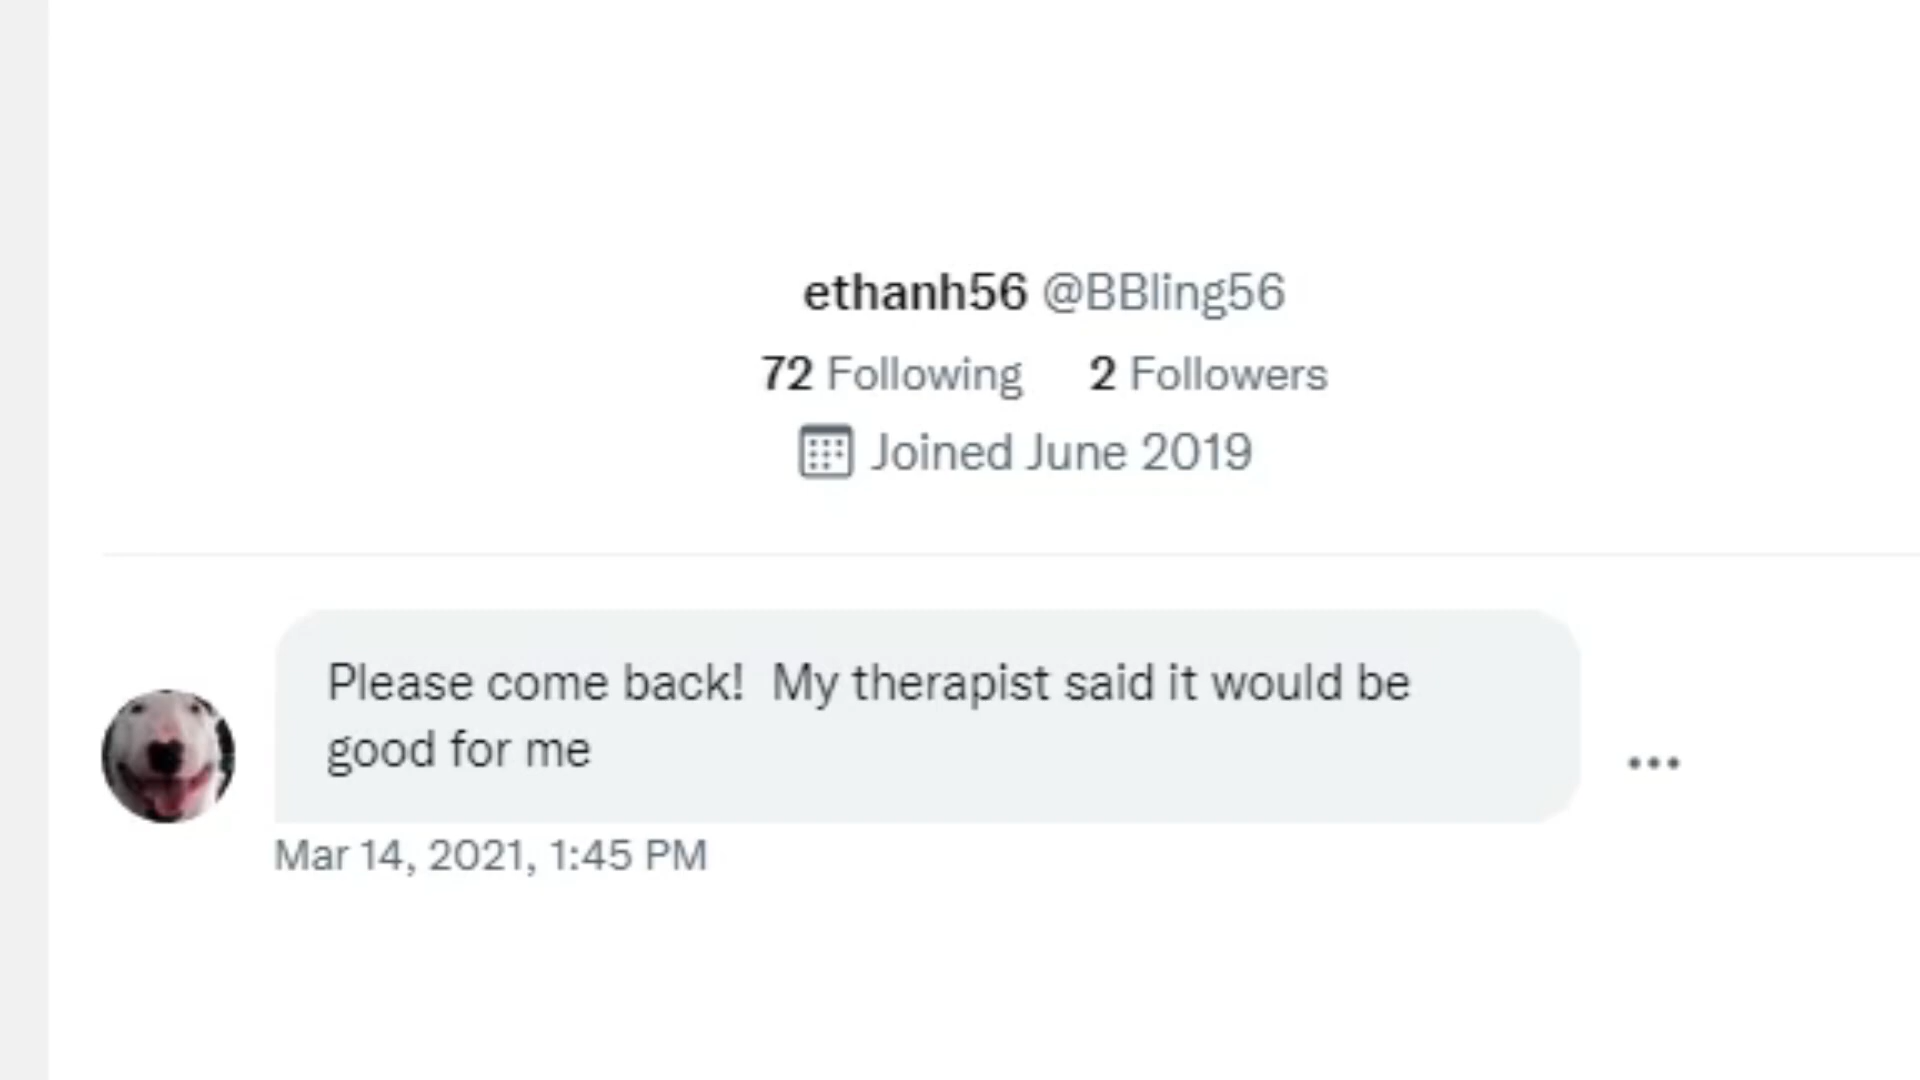 ethanh56 @BBling56
72 Following 2 Followers
Joined June 2019
Please come back!  My therapist said it would be
good for me
Mar 14, 2021, 1:45 PM